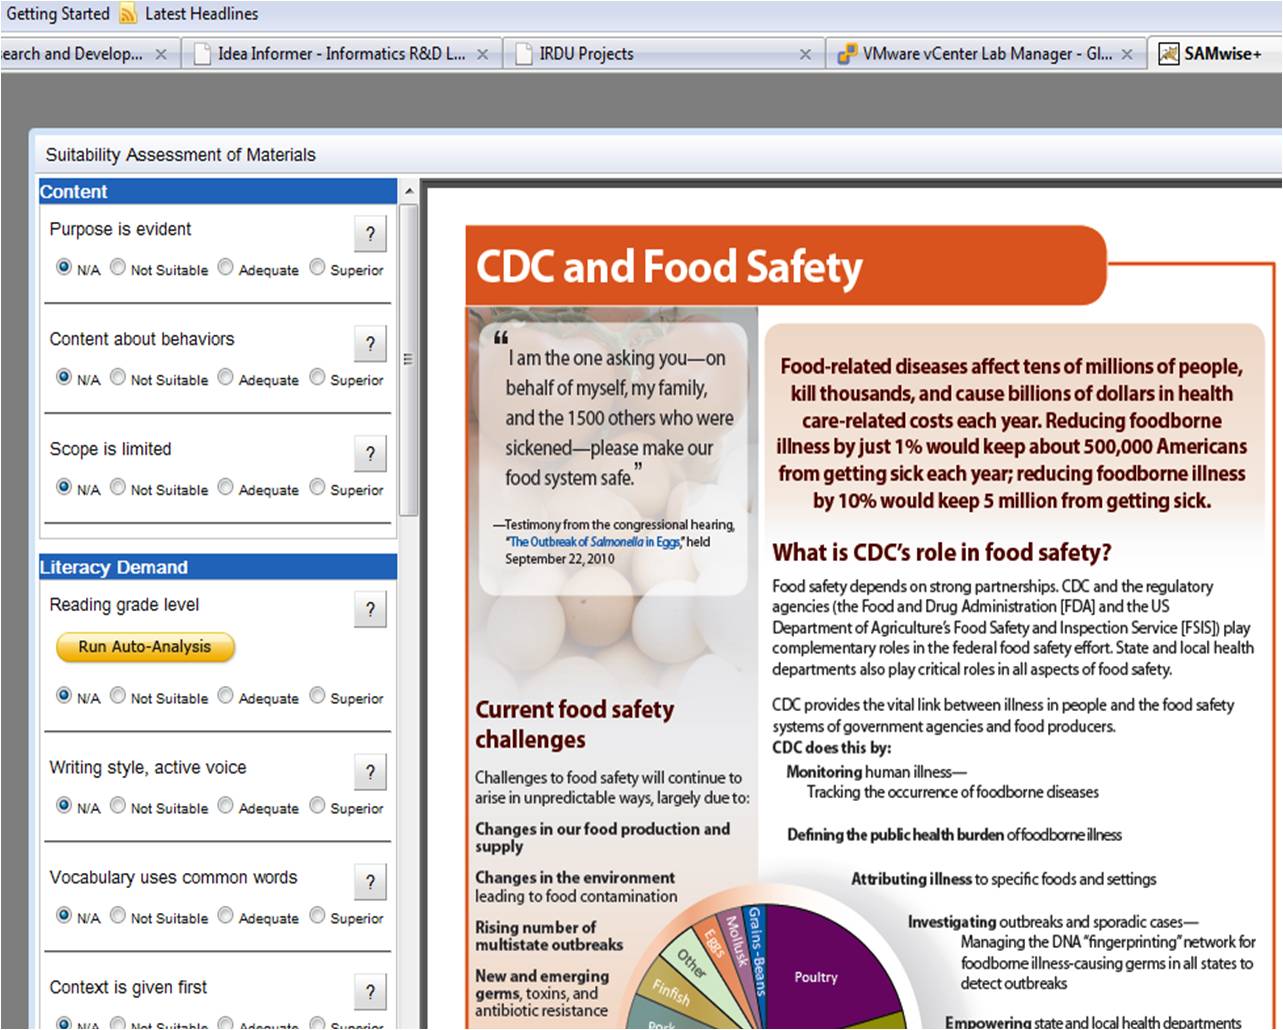 Getting Started Latest Headlines
search and Develop... Idea Informer - Informatics R&D L... IRDU Projects VMware vCenter Lab Manager - Gl... SAMwise+
Suitability Assessment of Materials
Content
Purpose is evident ?
N/A Not Suitable Adequate Superior
Content about behaviors ?
N/A Not Suitable Adequate Superior
Scope is limited ?
N/A Not Suitable Adequate Superior
Literacy Demand
Reading grade level ?
Run Auto-Analysis
N/A Not Suitable Adequate Superior
Writing style, active voice ?
N/A Not Suitable Adequate Superior
Vocabulary uses common words ?
N/A Not Suitable Adequate Superior
Context is given first ?
N/A Not Suitable Adequate Superior
CDC and Food Safety
“I am the one asking you—on
behalf of myself, my family,
and the 1500 others who were
sickened—please make our
food system safe.”
—Testimony from the congressional hearing,
“The Outbreak of Salmonella in Eggs,” held
September 22, 2010
Current food safety
challenges
Challenges to food safety will continue to
arise in unpredictable ways, largely due to:
Changes in our food production and
supply
Changes in the environment
leading to food contamination
Rising number of
multistate outbreaks
New and emerging
germs, toxins, and
antibiotic resistance
Food-related diseases affect tens of millions of people,
kill thousands, and cause billions of dollars in health
care-related costs each year. Reducing foodborne
illness by just 1% would keep about 500,000 Americans
from getting sick each year; reducing foodborne illness
by 10% would keep 5 million from getting sick.
What is CDC’s role in food safety?
Food safety depends on strong partnerships. CDC and the regulatory
agencies (the Food and Drug Administration [FDA] and the US
Department of Agriculture’s Food Safety and Inspection Service [FSIS]) play
complementary roles in the federal food safety effort. State and local health
departments also play critical roles in all aspects of food safety.
CDC provides the vital link between illness in people and the food safety
systems of government agencies and food producers.
CDC does this by:
Monitoring human illness—
Tracking the occurrence of foodborne diseases
Defining the public health burden of foodborne illness
Attributing illness to specific foods and settings
Investigating outbreaks and sporadic cases—
Managing the DNA “fingerprinting” network for
foodborne illness-causing germs in all states to
detect outbreaks
Empowering state and local health departments
Pork
Finfish
Other
Eggs
Mollusk
Grains - Beans
Poultry